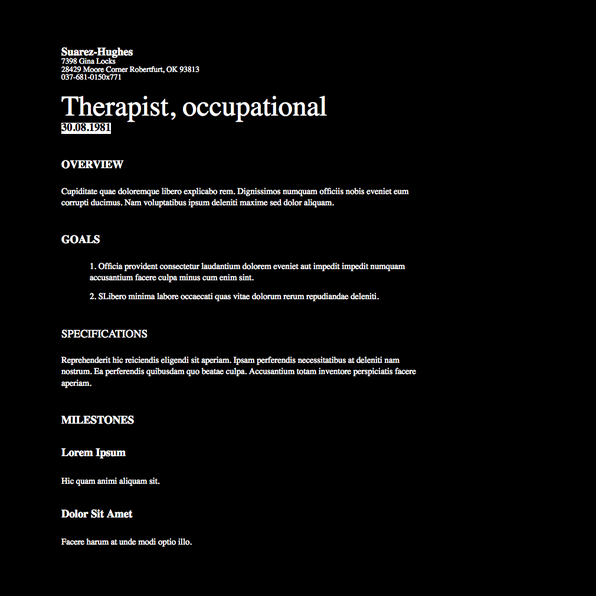 Suarez-Hughes
7398 Gina Locks
28429 Moore Corner Robertfurt, OK 93813
037-681-0150x771
Therapist, occupational
30.08.1981
OVERVIEW
Cupiditate quae doloremque libero explicabo rem. Dignissimos numquam officiis nobis eveniet eum
corrupti ducimus. Nam voluptatibus ipsum deleniti maxime sed dolor aliquam.
GOALS
1. Officia provident consectetur laudantium dolorem eveniet aut impedit impedit numquam
accusantium facere culpa minus cum enim sint.
2. SLibero minima labore occaecati quas vitae dolorum rerum repudiandae deleniti.
SPECIFICATIONS
Reprehenderit hic reiciendis eligendi sit aperiam. Ipsam perferendis necessitatibus at deleniti nam
nostrum. Ea perferendis quibusdam quo beatae culpa. Accusantium totam inventore perspiciatis facere
aperiam.
MILESTONES
Lorem Ipsum
Hic quam animi aliquam sit.
Dolor Sit Amet
Facere harum at unde modi optio illo.